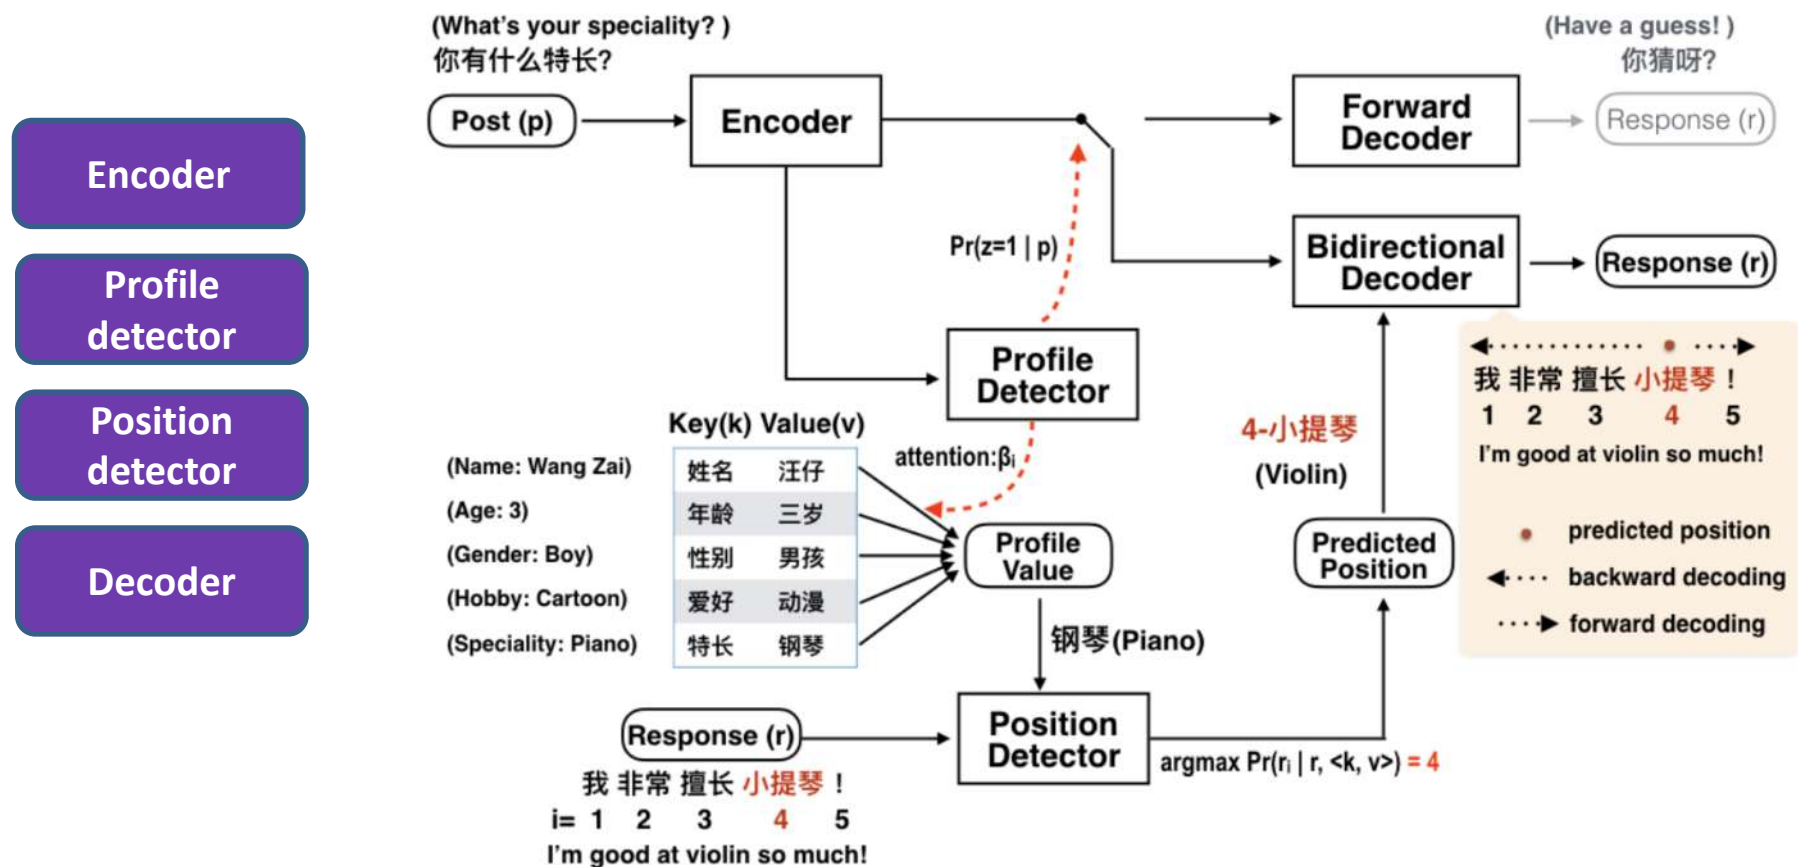 Encoder
Profile
detector
Position
detector
Decoder
(What's your speciality? )
你有什么特长?
Post (p)
Encoder
Forward
Decoder
(Have a guess! )
你猜呀?
Response (r)
Pr(z=1 | p)
Bidirectional
Decoder
Response (r)
Profile
Detector
attention:βi
Key(k) Value(v)
(Name: Wang Zai) 姓名 汪仔
(Age: 3) 年龄 三岁
(Gender: Boy) 性别 男孩
(Hobby: Cartoon) 爱好 动漫
(Speciality: Piano) 特长 钢琴
Profile
Value
钢琴(Piano)
Response (r)
我 非常 擅长 小提琴 !
i= 1 2 3 4 5
I'm good at violin so much!
Position
Detector
argmax Pr(ri | r, <k, v>) = 4
Predicted
Position
4-小提琴
(Violin)
我 非常 擅长 小提琴 !
1 2 3 4 5
I'm good at violin so much!
predicted position
backward decoding
forward decoding